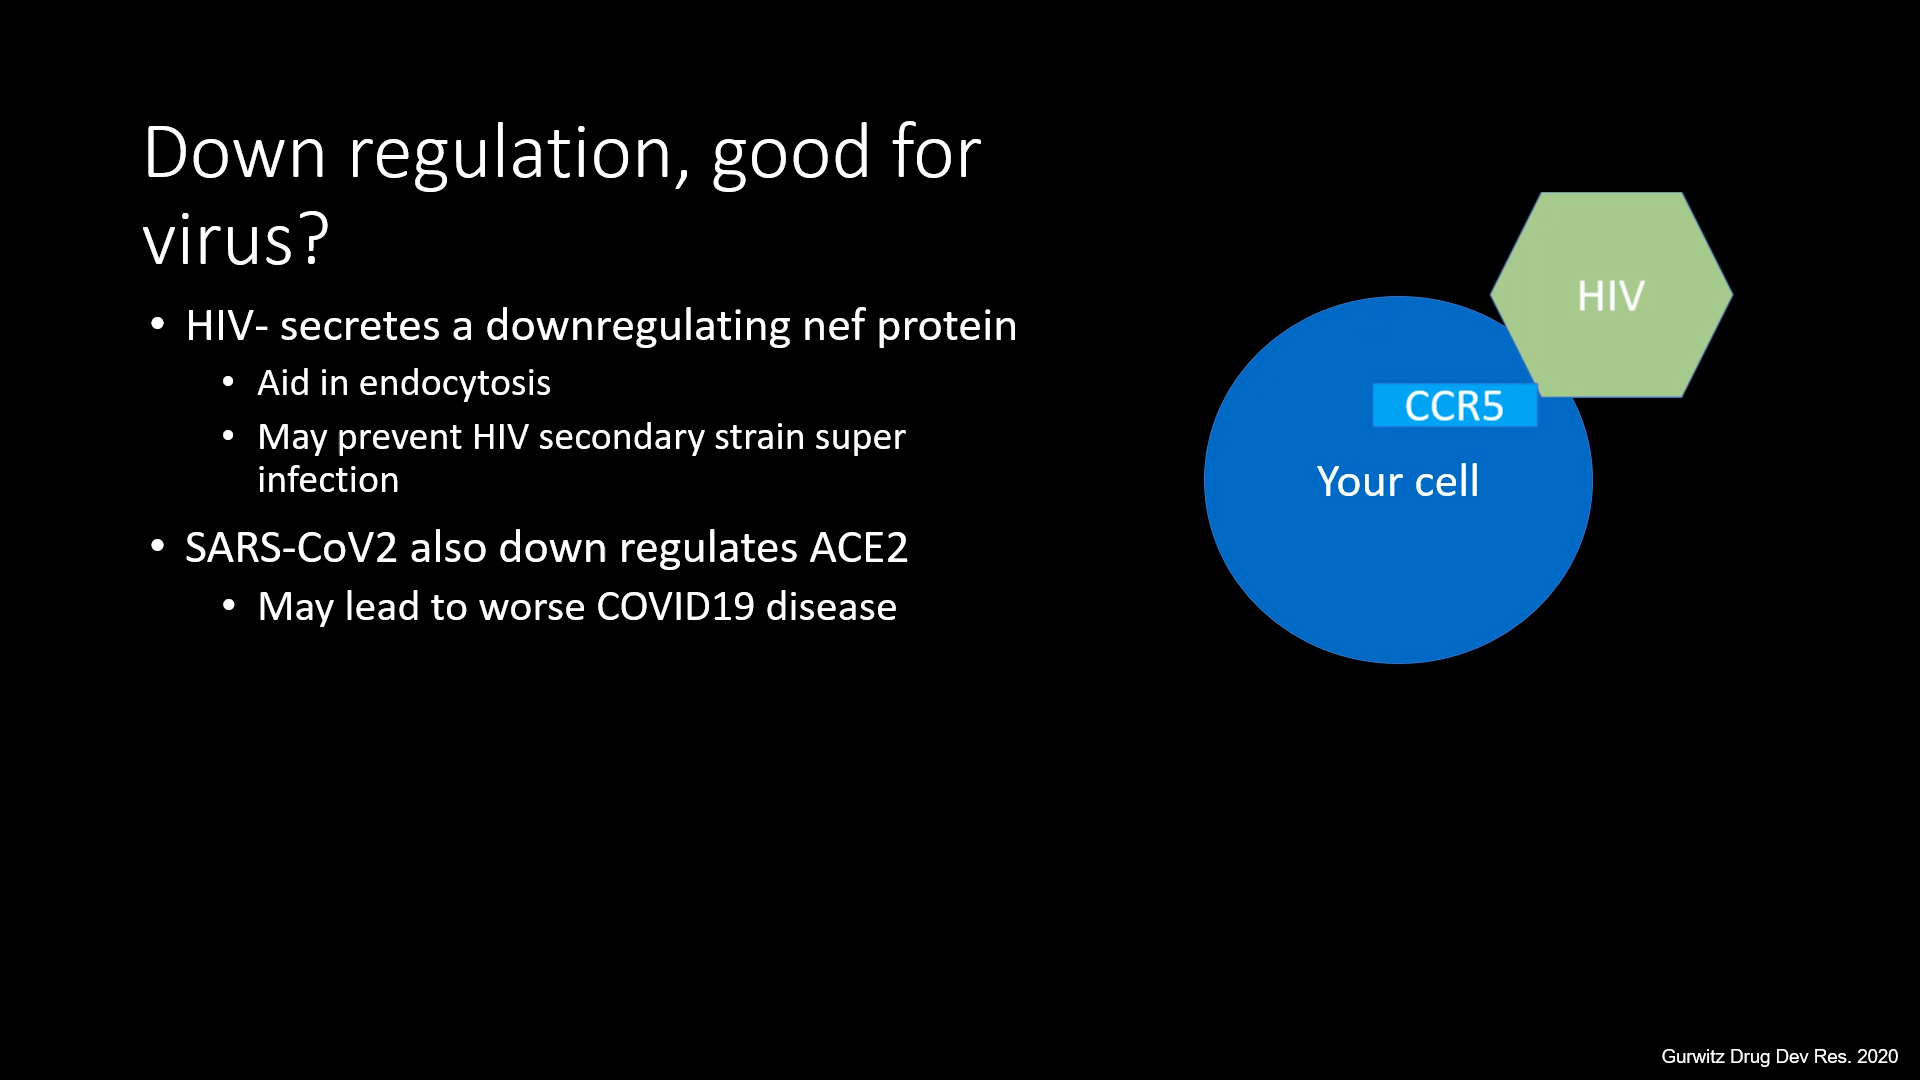 Down regulation, good for
virus?
• HIV- secretes a downregulating nef protein
• Aid in endocytosis
• May prevent HIV secondary strain super
infection
• SARS-CoV2 also down regulates ACE2
• May lead to worse COVID19 disease
HIV
CCR5
Your cell
Gurwitz Drug Dev Res. 2020